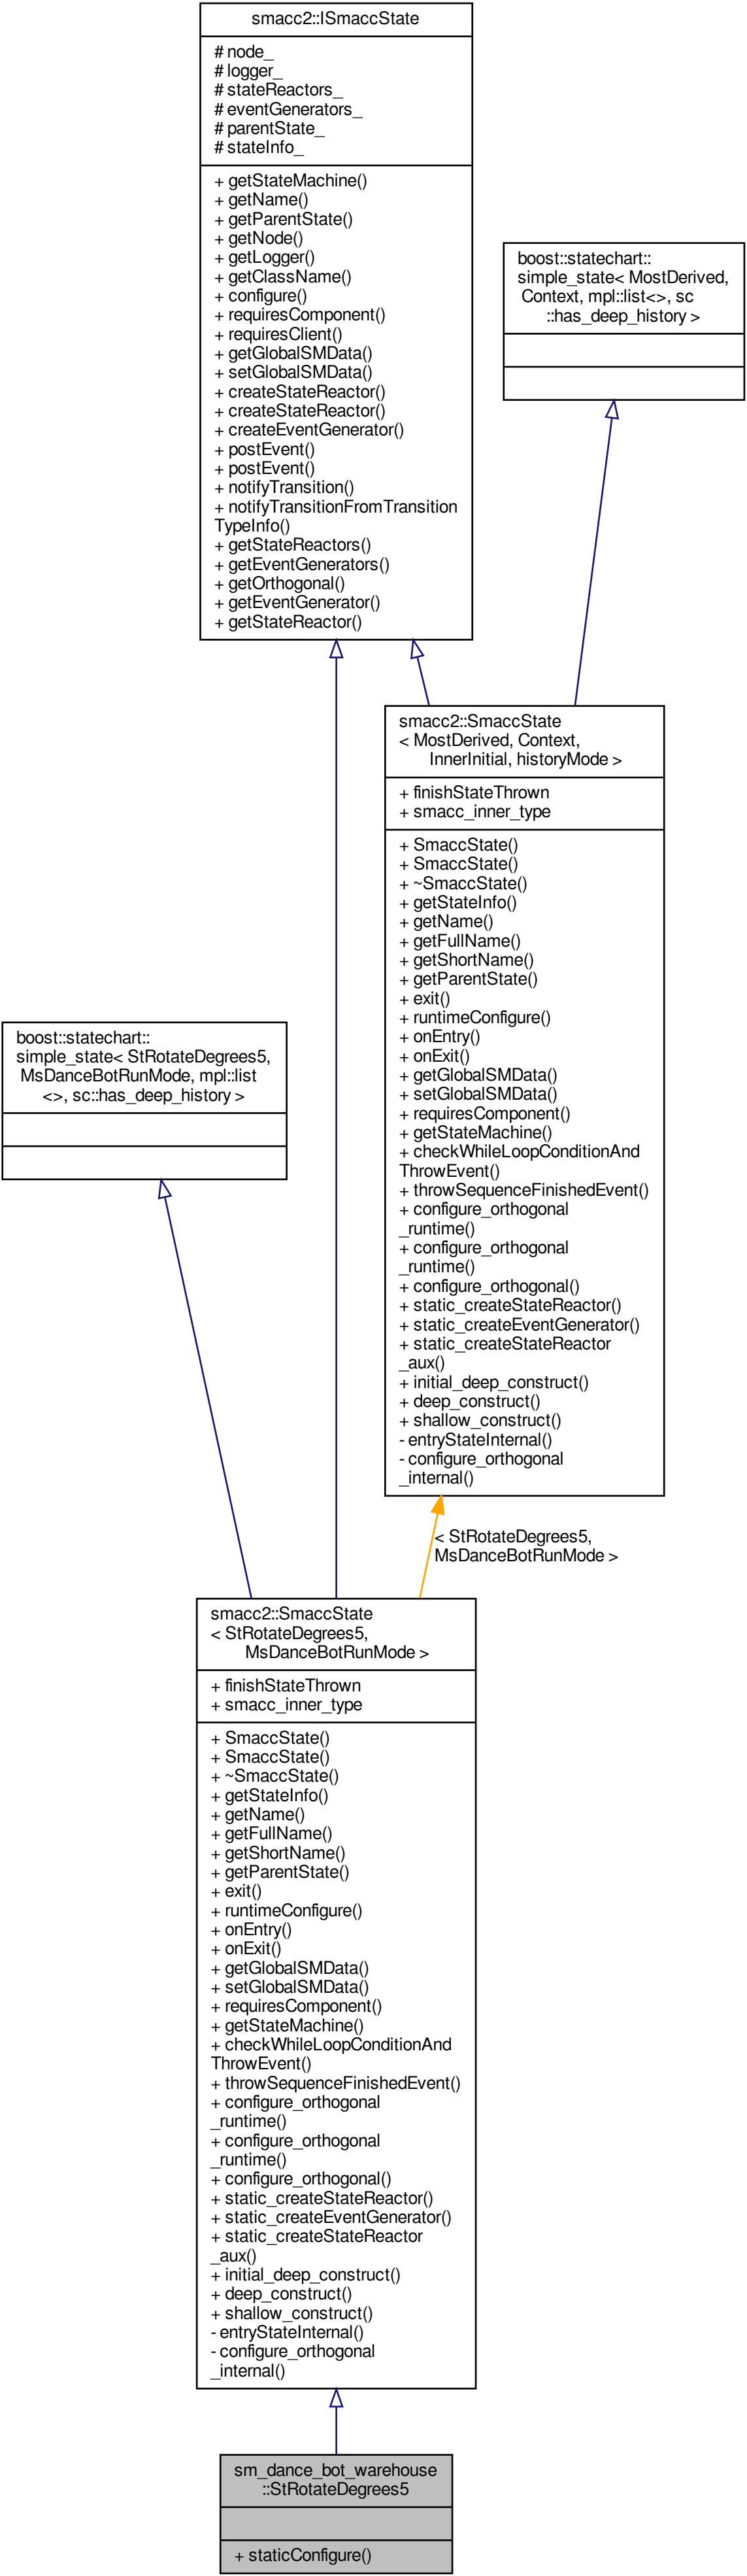 smacc2::ISmaccState
# node_
# logger_
# stateReactors_
# eventGenerators_
# parentState_
# stateInfo_
+ getStateMachine()
+ getName()
+ getParentState()
+ getNode()
+ getLogger()
+ getClassName()
+ configure()
+ requiresComponent()
+ requiresClient()
+ getGlobalSMData()
+ setGlobalSMData()
+ createStateReactor()
+ createStateReactor()
+ createEventGenerator()
+ postEvent()
+ postEvent()
+ notifyTransition()
+ notifyTransitionFromTransition
TypeInfo()
+ getStateReactors()
+ getEventGenerators()
+ getOrthogonal()
+ getEventGenerator()
+ getStateReactor()
boost::statechart::
simple_state< MostDerived,
Context, mpl::list<>, sc
::has_deep_history >
smacc2::SmaccState
< MostDerived, Context,
InnerInitial, historyMode >
+ finishStateThrown
+ smacc_inner_type
+ SmaccState()
+ SmaccState()
+ ~SmaccState()
+ getStateInfo()
+ getName()
+ getFullName()
+ getShortName()
+ getParentState()
+ exit()
+ runtimeConfigure()
+ onEntry()
+ onExit()
+ getGlobalSMData()
+ setGlobalSMData()
+ requiresComponent()
+ getStateMachine()
+ checkWhileLoopConditionAnd
ThrowEvent()
+ throwSequenceFinishedEvent()
+ configure_orthogonal
_runtime()
+ configure_orthogonal
_runtime()
+ configure_orthogonal()
+ static_createStateReactor()
+ static_createEventGenerator()
+ static_createStateReactor
_aux()
+ initial_deep_construct()
+ deep_construct()
+ shallow_construct()
- entryStateInternal()
- configure_orthogonal
_internal()
boost::statechart::
simple_state< StRotateDegrees5,
MsDanceBotRunMode, mpl::list
<>, sc::has_deep_history >
< StRotateDegrees5,
MsDanceBotRunMode >
smacc2::SmaccState
< StRotateDegrees5,
MsDanceBotRunMode >
+ finishStateThrown
+ smacc_inner_type
+ SmaccState()
+ SmaccState()
+ ~SmaccState()
+ getStateInfo()
+ getName()
+ getFullName()
+ getShortName()
+ getParentState()
+ exit()
+ runtimeConfigure()
+ onEntry()
+ onExit()
+ getGlobalSMData()
+ setGlobalSMData()
+ requiresComponent()
+ getStateMachine()
+ checkWhileLoopConditionAnd
ThrowEvent()
+ throwSequenceFinishedEvent()
+ configure_orthogonal
_runtime()
+ configure_orthogonal
_runtime()
+ configure_orthogonal()
+ static_createStateReactor()
+ static_createEventGenerator()
+ static_createStateReactor
_aux()
+ initial_deep_construct()
+ deep_construct()
+ shallow_construct()
- entryStateInternal()
- configure_orthogonal
_internal()
sm_dance_bot_warehouse
::StRotateDegrees5
+ staticConfigure()